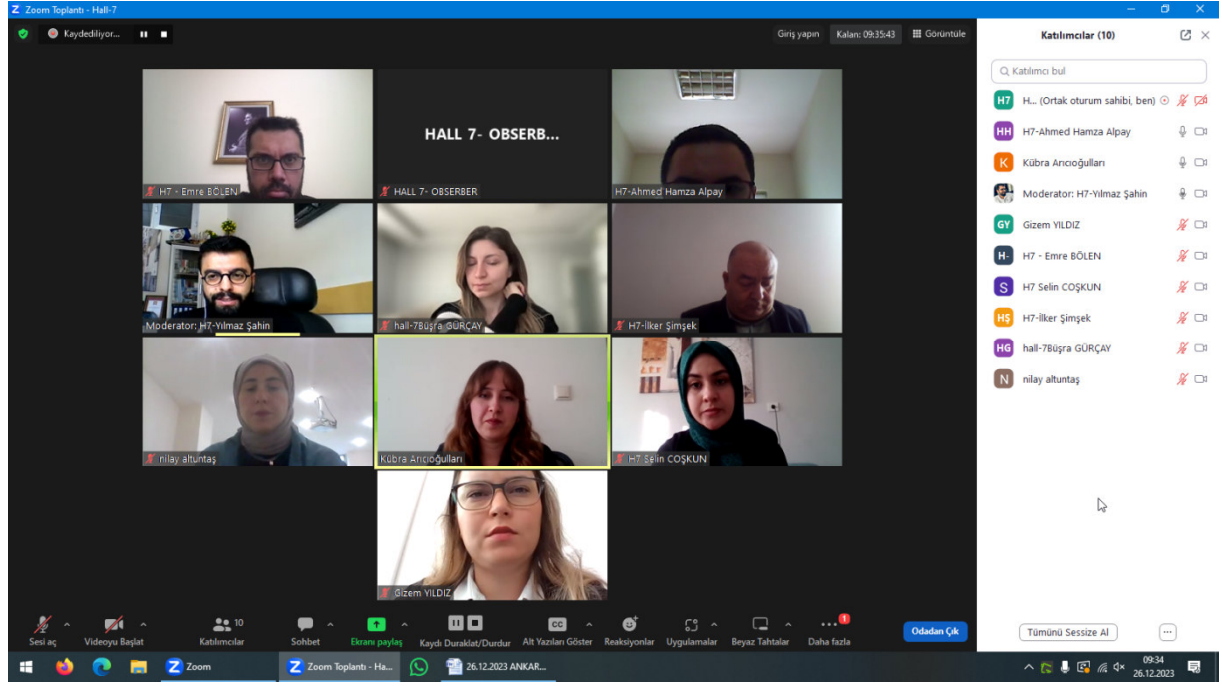 Z Zoom Toplantı - Hall-7
Kaydediliyor...
Giriş yapın
Kalan: 09:35:43
Görüntüle
H7 - Emre BÖLEN
HALL 7- OBSERB...
HALL 7- OBSERBER
H7-Ahmed Hamza Alpay
Moderator: H7-Yılmaz Şahin
hall-7Büşra GÜRÇAY
H7-İlker Şimşek
nilay altuntaş
Kübra Arıcıoğulları
H7 Selin COŞKUN
Gizem YILDIZ
Sesi aç
Videoyu Başlat
10
Katılımcılar
Sohbet
Ekranı paylaş
Kaydı Duraklat/Durdur
CC
Alt Yazıları Göster
Reaksiyonlar
Uygulamalar
Beyaz Tahtalar
1
Daha fazla
Odadan Çık
Katılımcılar (10)
Katılımcı bul
H7 H... (Ortak oturum sahibi, ben)
HH H7-Ahmed Hamza Alpay
K Kübra Arıcıoğulları
Moderator: H7-Yılmaz Şahin
GY Gizem YILDIZ
H- H7 - Emre BÖLEN
S H7 Selin COŞKUN
HŞ H7-İlker Şimşek
HG hall-7Büşra GÜRÇAY
N nilay altuntaş
Tümünü Sessize Al
Z Zoom
Z Zoom Toplantı - Ha...
26.12.2023 ANKAR...
09:34
26.12.2023